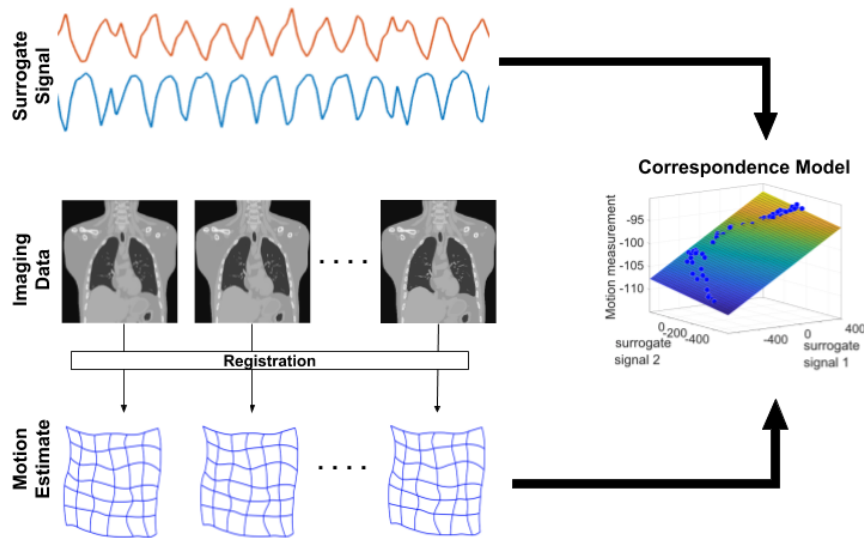 Surrogate
Signal
Correspondence Model
Motion measurement
-95
-100
-105
-110
0
-200
-400
surrogate
signal 2
-400
0
400
surrogate
signal 1
Imaging
Data
. . . .
Registration
Motion
Estimate
. . . .